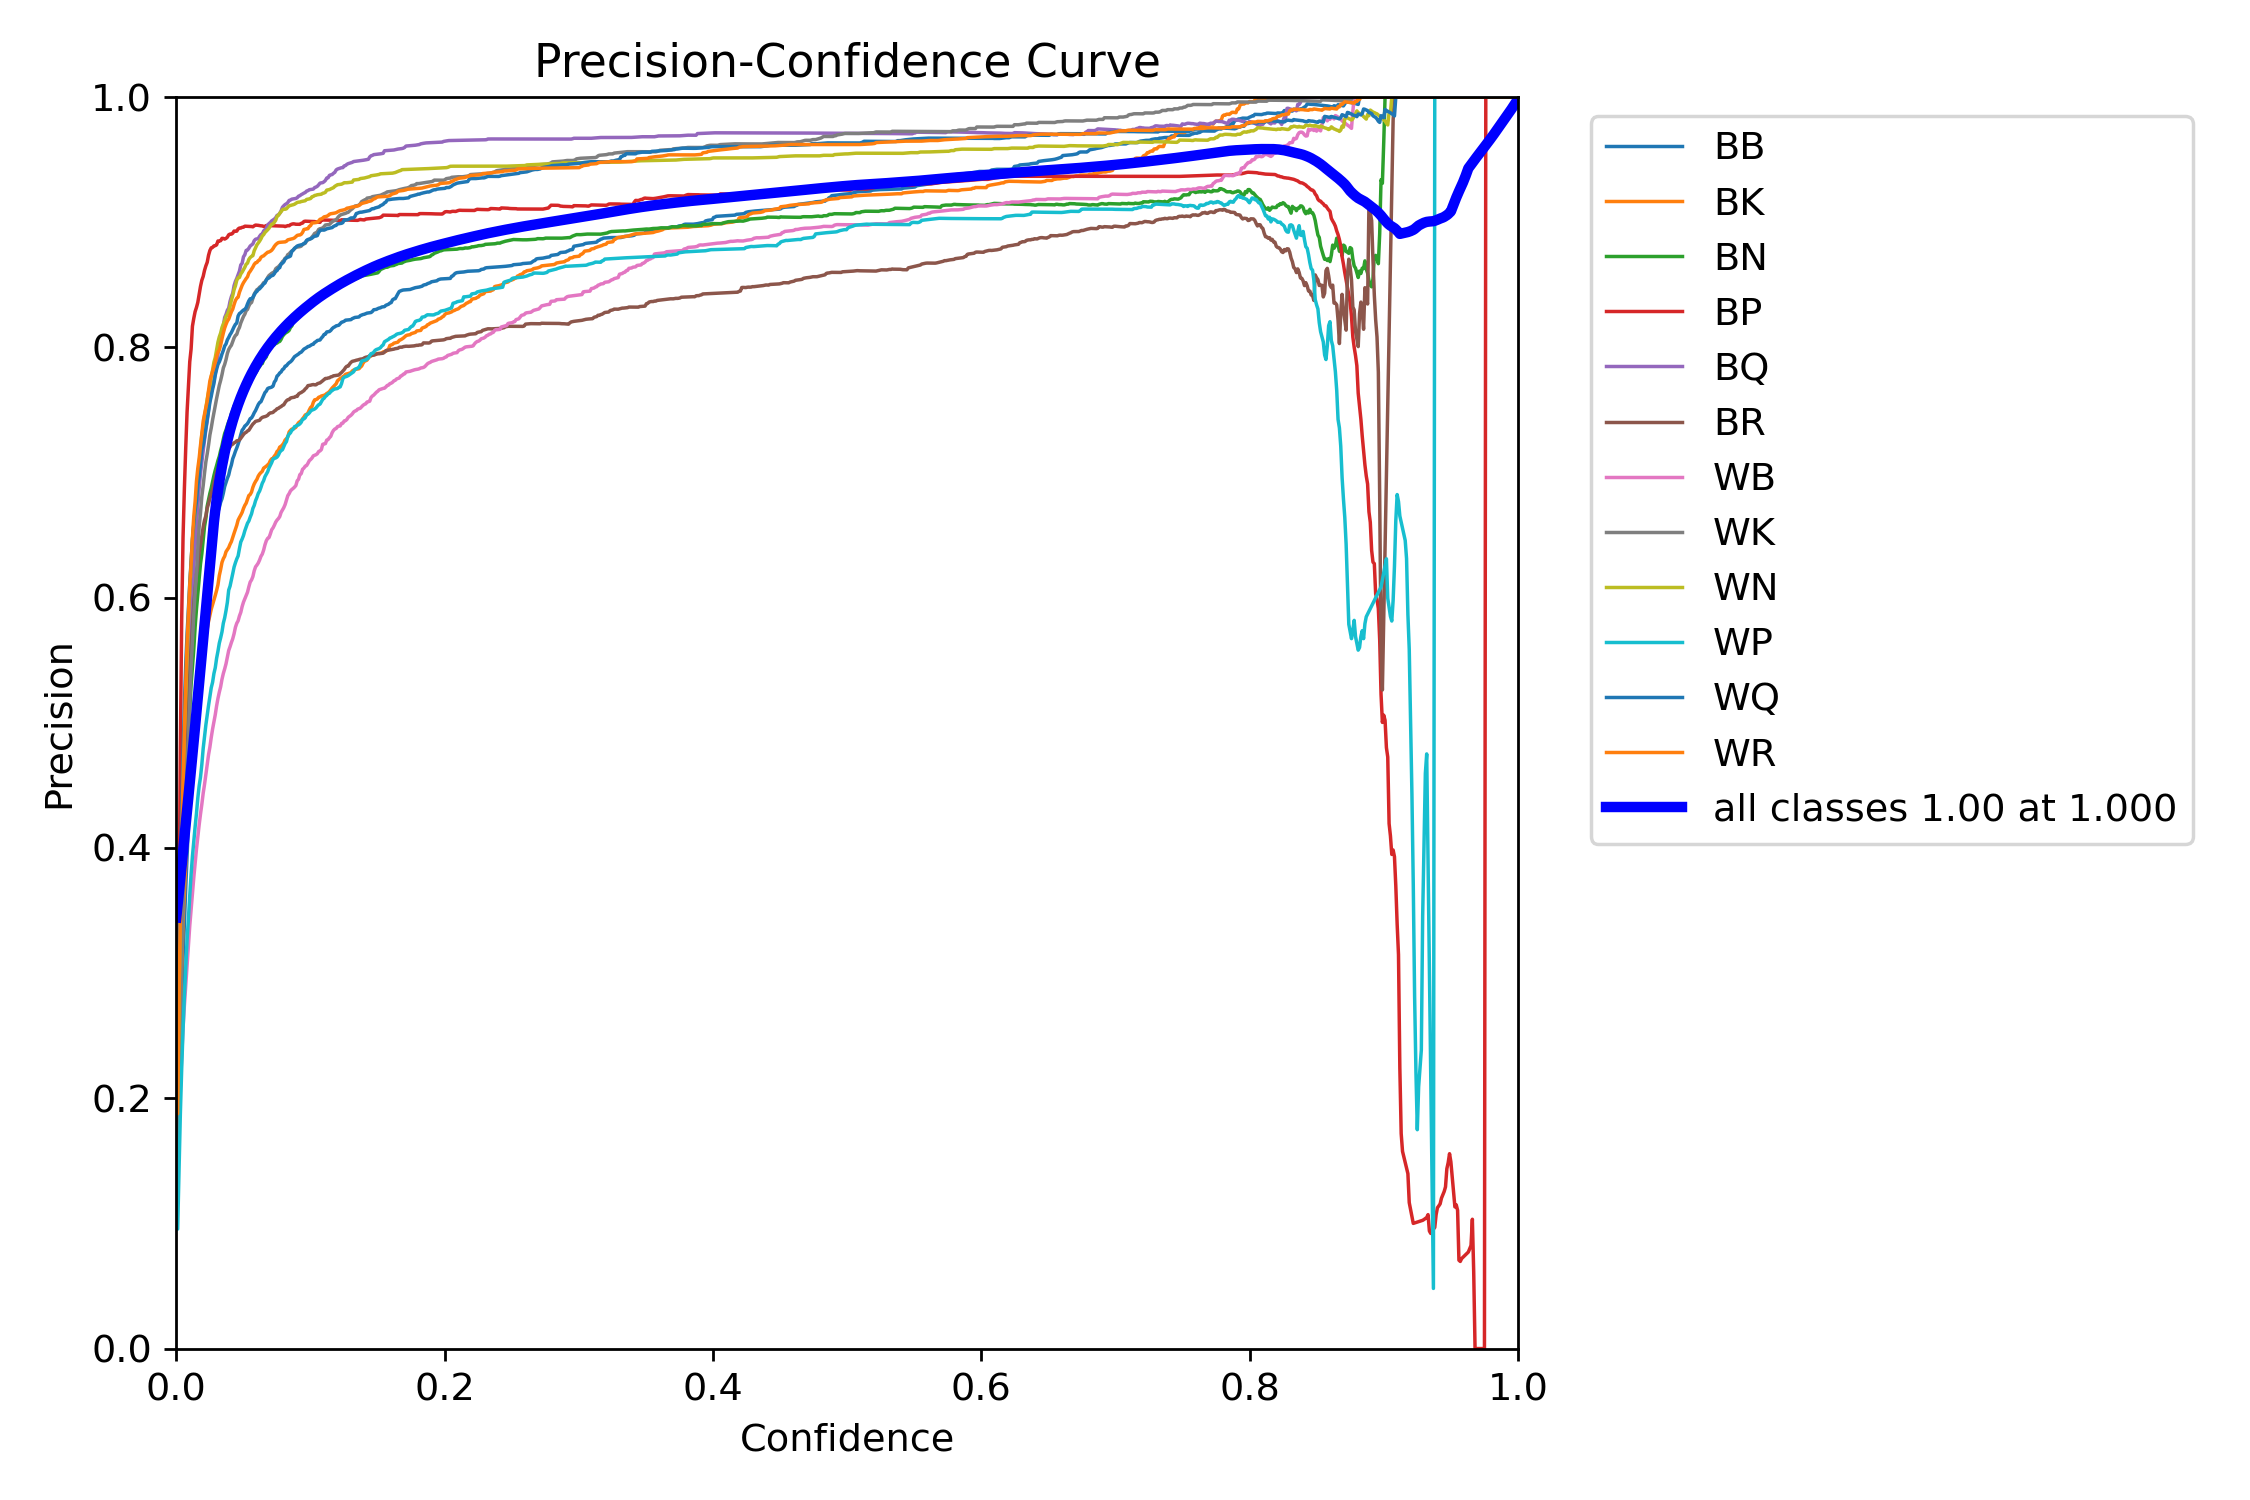 Precision-Confidence Curve
1.0
0.8
0.6
0.4
0.2
0.0
Precision
0.0 0.2 0.4 0.6 0.8 1.0
Confidence
BB
BK
BN
BP
BQ
BR
WB
WK
WN
WP
WQ
WR
all classes 1.00 at 1.000